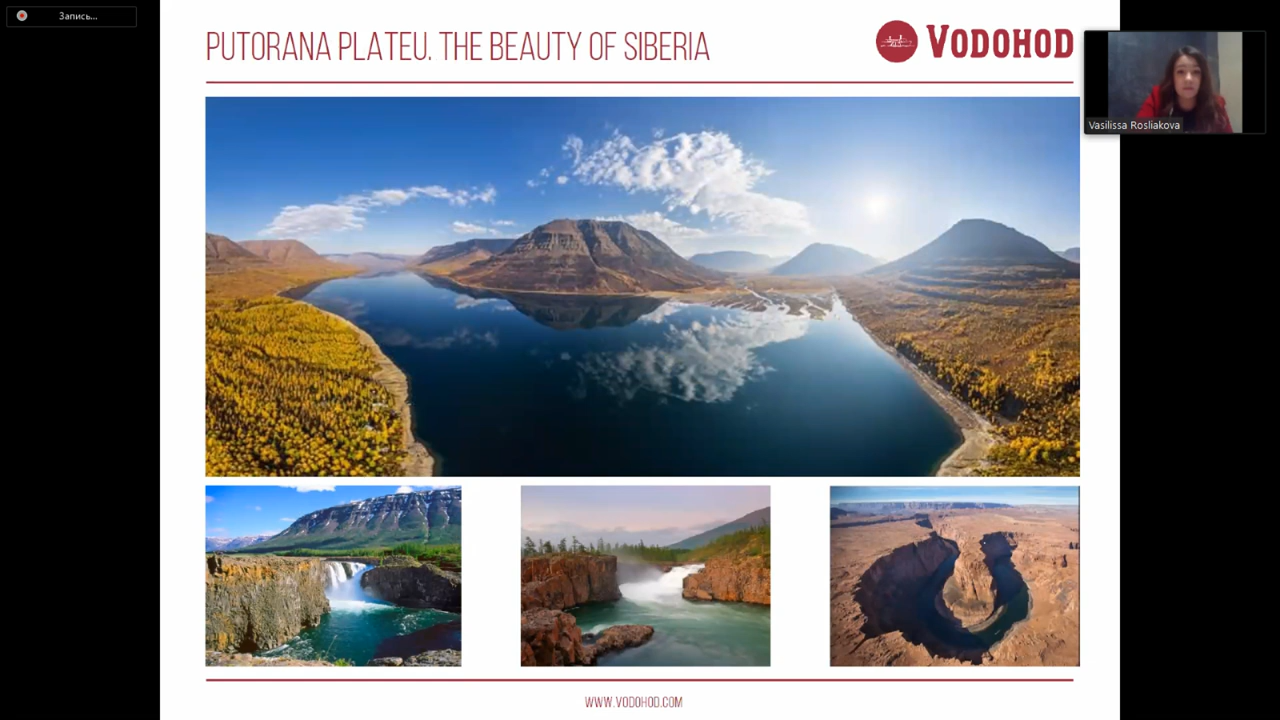 Запись...
PUTORANA PLATEU. THE BEAUTY OF SIBERIA
VODOHOD
Vasilissa Rosliakova
WWW.VODOHOD.COM